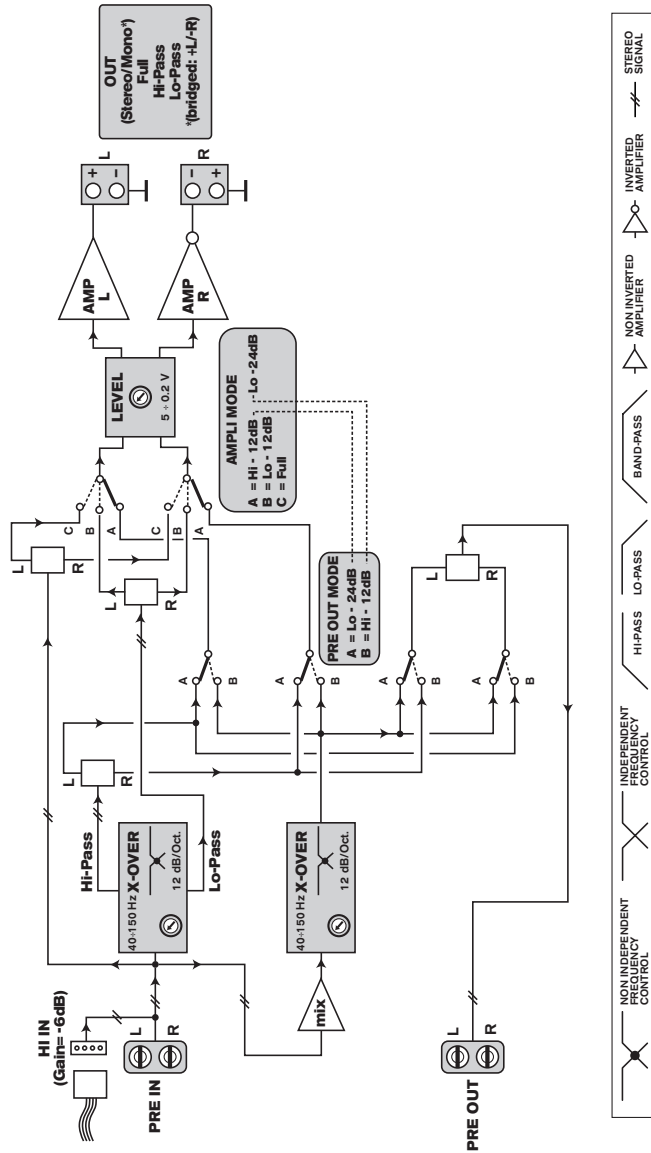 HI IN
(Gain= -6dB)
PRE IN
L
R
40÷150 Hz X-OVER
12 dB/Oct.
Hi-Pass
Lo-Pass
mix
40÷150 Hz X-OVER
12 dB/Oct.
L
R
L
R
L
R
A
B
A
B
A
B
A
B
C
B
A
C
B
A
LEVEL
5 ÷ 0.2 V
AMP
L
AMP
R
+
−
L
−
+
R
OUT
(Stereo/Mono*)
Full
Hi-Pass
Lo-Pass
*(bridged: +L/-R)
AMPLI MODE
A = Hi - 12dB Lo -24dB
B = Lo - 12dB
C = Full
PRE OUT MODE
A = Lo - 24dB
B = Hi - 12dB
L
R
PRE OUT
L
R
NON INDEPENDENT
FREQUENCY
CONTROL
INDEPENDENT
FREQUENCY
CONTROL
HI-PASS
LO-PASS
BAND-PASS
NON INVERTED
AMPLIFIER
INVERTED
AMPLIFIER
STEREO
SIGNAL